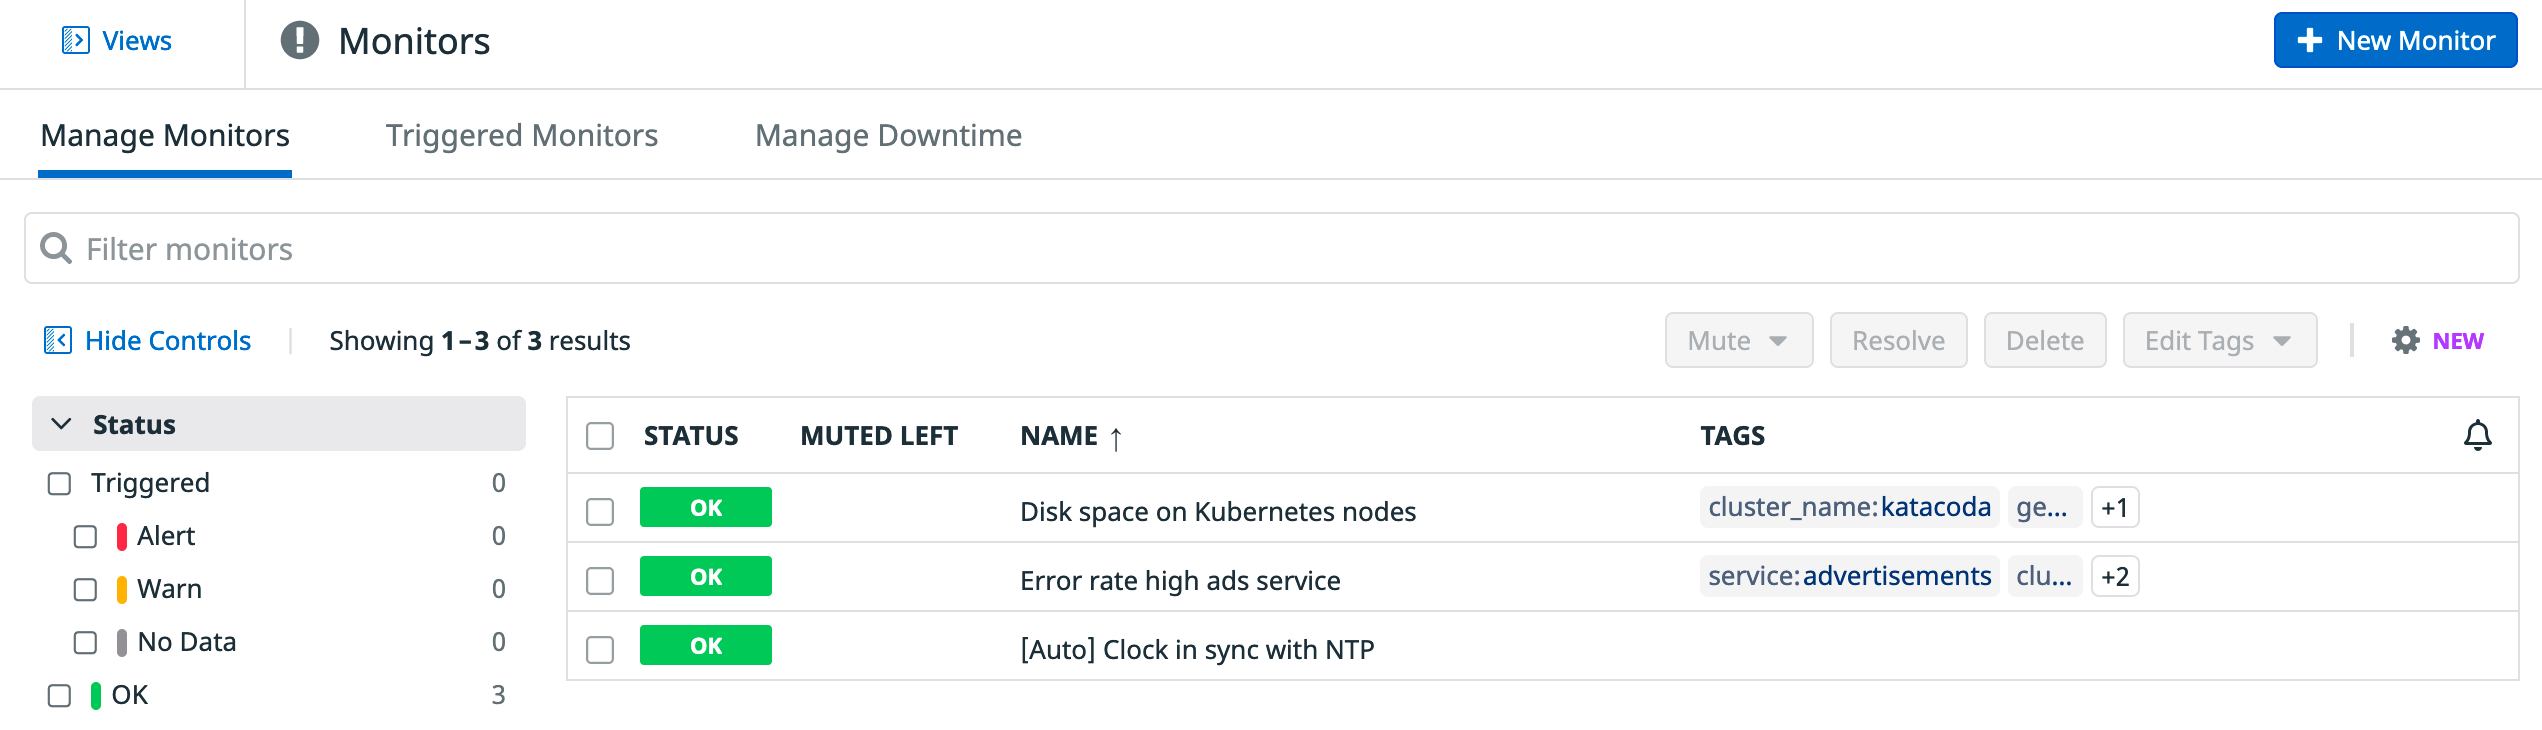 Views
Monitors
New Monitor
Manage Monitors Triggered Monitors Manage Downtime
Filter monitors
Hide Controls Showing 1–3 of 3 results Mute Resolve Delete Edit Tags NEW
Status
Triggered 0
Alert 0
Warn 0
No Data 0
OK 3
STATUS MUTED LEFT NAME ↑ TAGS
OK Disk space on Kubernetes nodes cluster_name:katacoda ge... +1
OK Error rate high ads service service:advertisements clu... +2
OK [Auto] Clock in sync with NTP